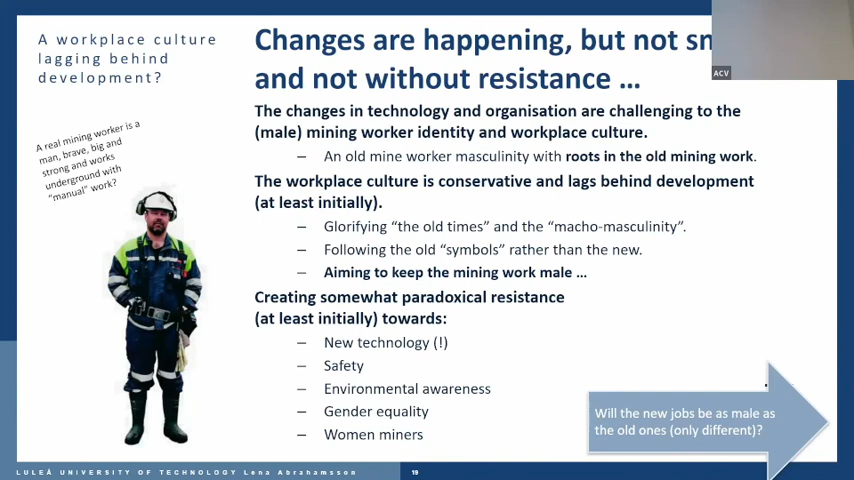 A workplace culture
lagging behind
development?
Changes are happening, but not
and not without resistance …
ACV
A real mining worker is a
man, brave, big and
strong and works
underground with
"manual" work?
The changes in technology and organisation are challenging to the
(male) mining worker identity and workplace culture.
– An old mine worker masculinity with roots in the old mining work.
The workplace culture is conservative and lags behind development
(at least initially).
– Glorifying “the old times” and the “macho-masculinity”.
– Following the old “symbols” rather than the new.
– Aiming to keep the mining work male …
Creating somewhat paradoxical resistance
(at least initially) towards:
– New technology (!)
– Safety
– Environmental awareness
– Gender equality
– Women miners
Will the new jobs be as male as
the old ones (only different)?
LULEÅ UNIVERSITY OF TECHNOLOGY Lena Abrahamsson
19